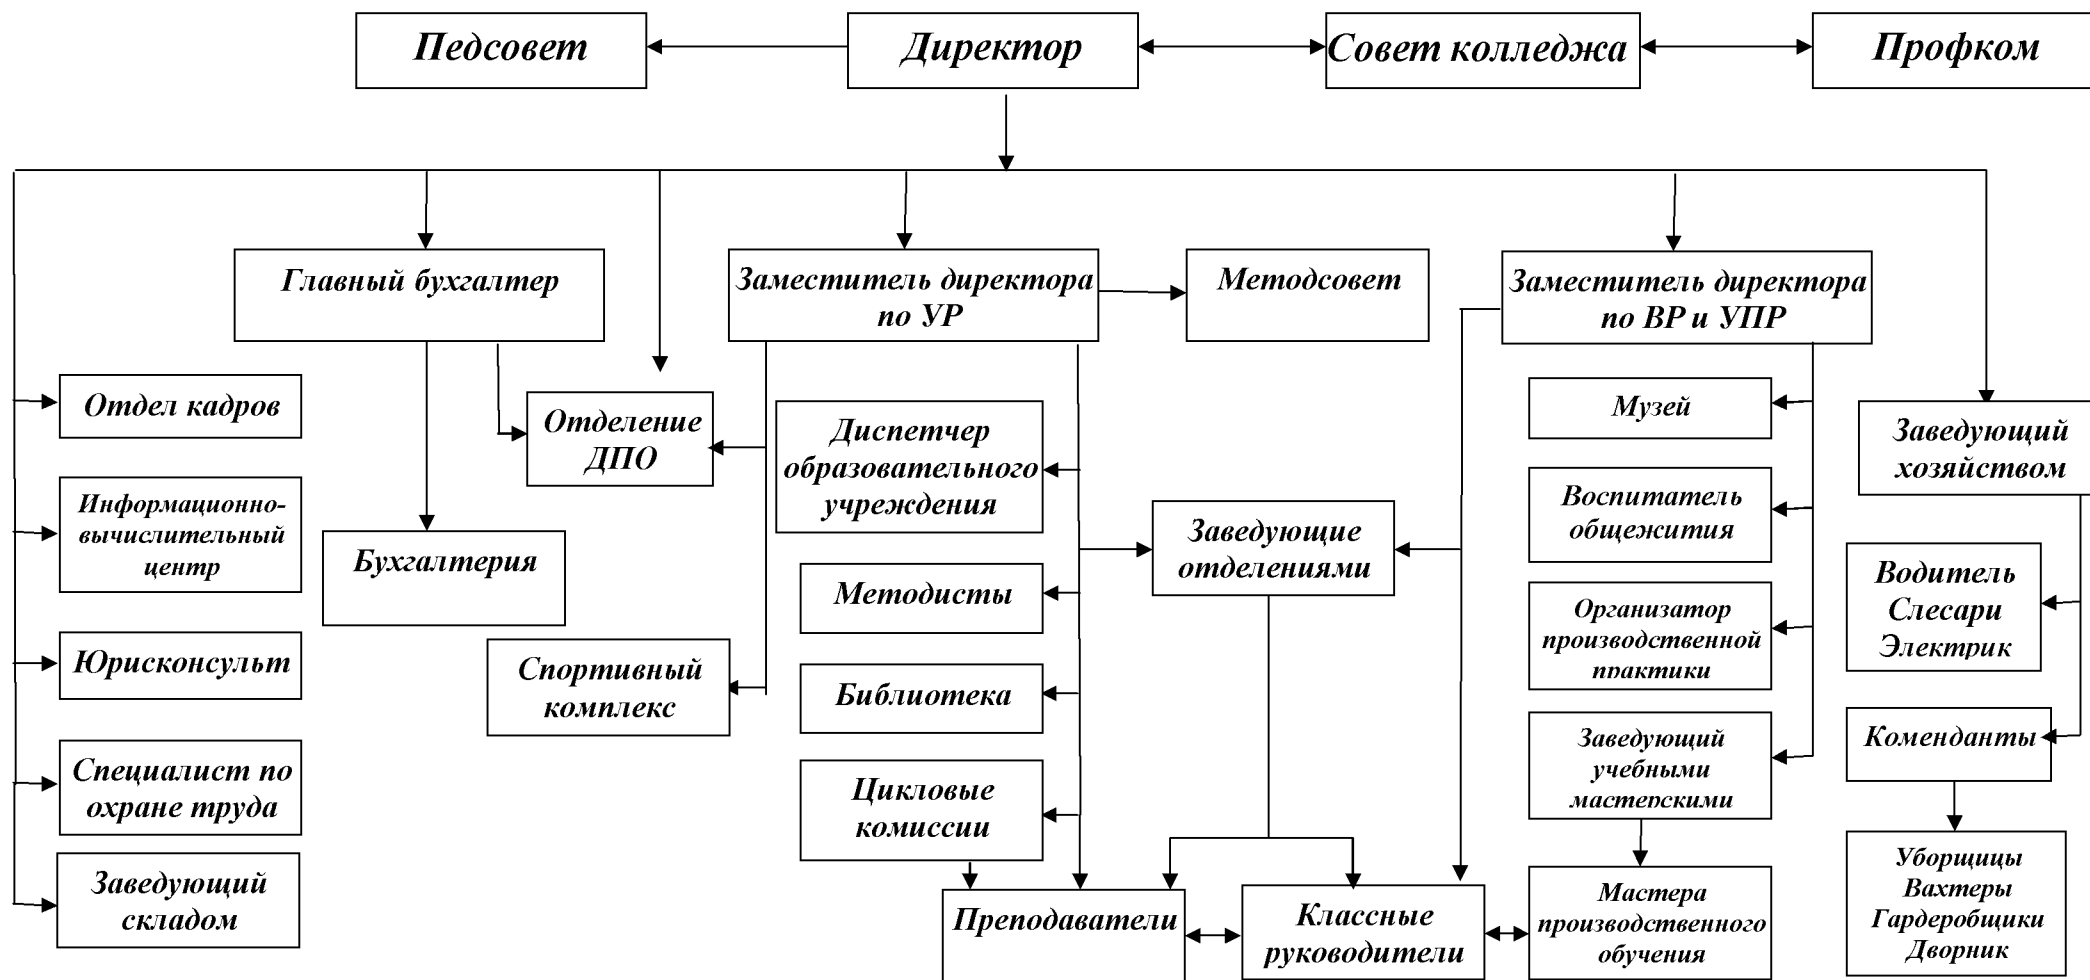 Педсовет
Директор
Совет колледжа
Профком
Главный бухгалтер
Заместитель директора
по УР
Методсовет
Заместитель директора
по ВР и УПР
Отдел кадров
Отделение
ДПО
Диспетчер
образовательного
учреждения
Музей
Заведующий
хозяйством
Информационно-
вычислительный
центр
Бухгалтерия
Заведующие
отделениями
Воспитатель
общежития
Водитель
Слесари
Электрик
Методисты
Организатор
производственной
практики
Юрисконсульт
Спортивный
комплекс
Библиотека
Заведующий
учебными
мастерскими
Коменданты
Специалист по
охране труда
Цикловые
комиссии
Заведующий
складом
Преподаватели
Классные
руководители
Мастера
производственного
обучения
Уборщицы
Вахтеры
Гардеробщики
Дворник